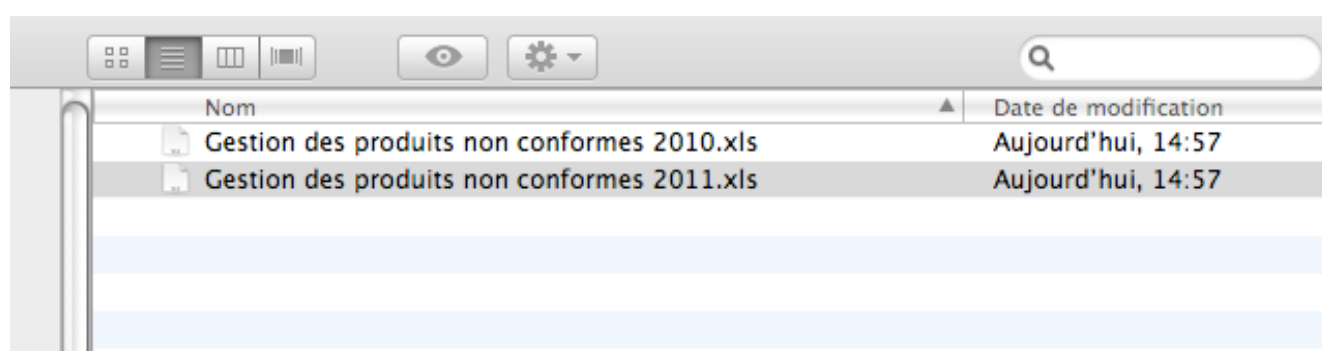 Nom Date de modification
Gestion des produits non conformes 2010.xls Aujourd'hui, 14:57
Gestion des produits non conformes 2011.xls Aujourd'hui, 14:57